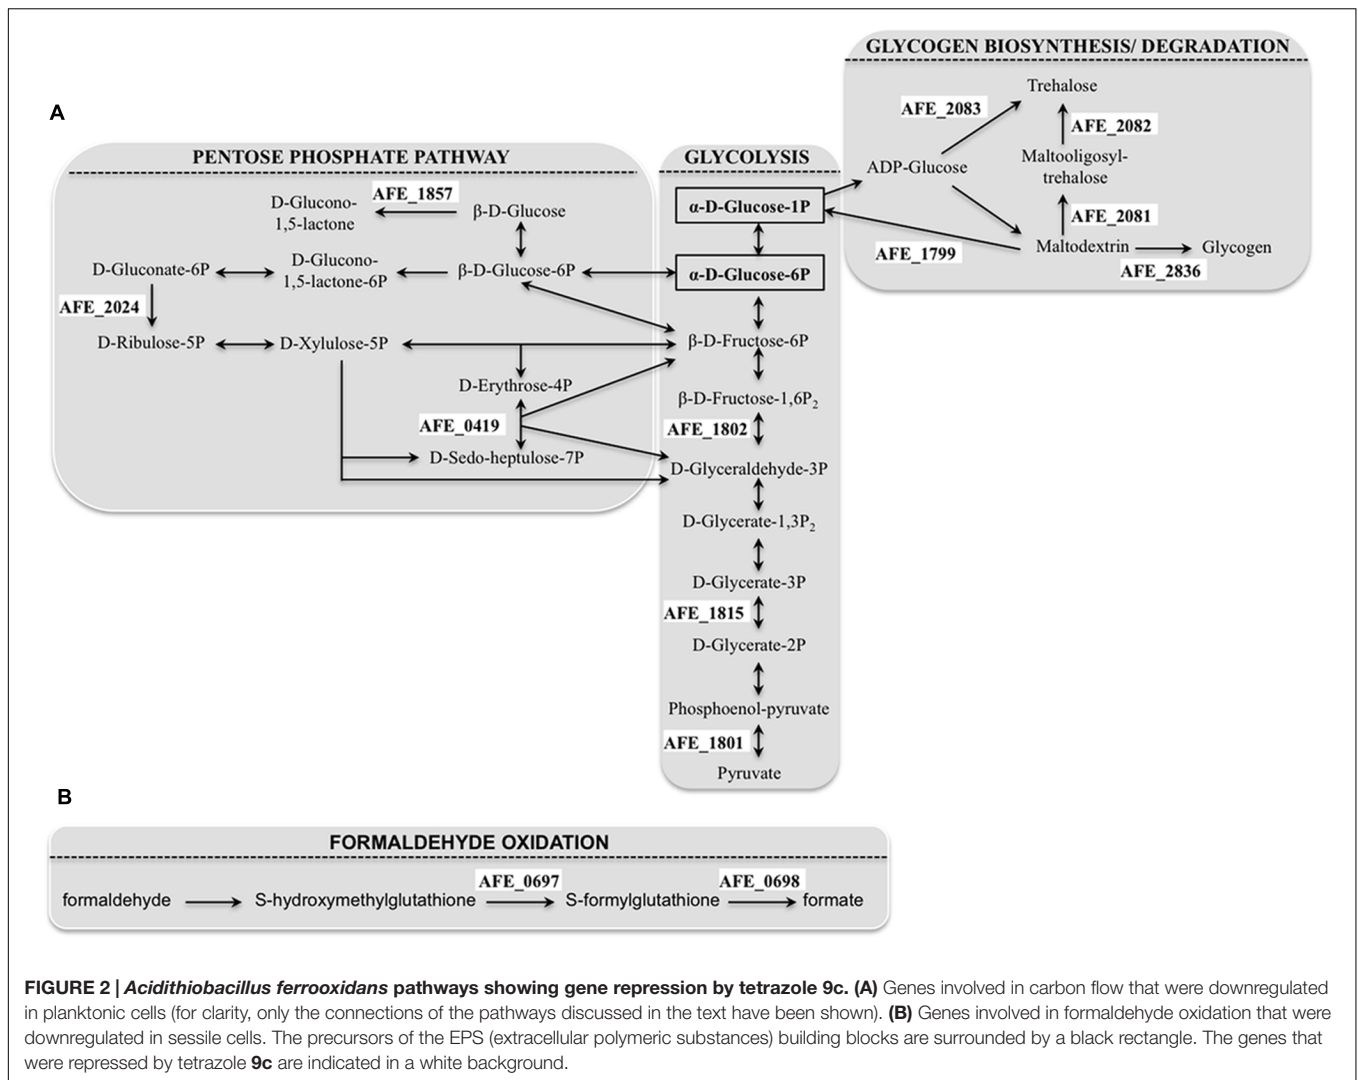 A
PENTOSE PHOSPHATE PATHWAY
D-Glucono-
1,5-lactone
AFE_1857
β-D-Glucose
D-Gluconate-6P
D-Glucono-
1,5-lactone-6P
β-D-Glucose-6P
AFE_2024
D-Ribulose-5P
D-Xylulose-5P
D-Erythrose-4P
AFE_0419
D-Sedo-heptulose-7P
GLYCOLYSIS
α-D-Glucose-1P
α-D-Glucose-6P
β-D-Fructose-6P
β-D-Fructose-1,6P₂
AFE_1802
D-Glyceraldehyde-3P
D-Glycerate-1,3P₂
D-Glycerate-3P
AFE_1815
D-Glycerate-2P
Phosphoenol-pyruvate
AFE_1801
Pyruvate
GLYCOGEN BIOSYNTHESIS/ DEGRADATION
Trehalose
AFE_2083
AFE_2082
ADP-Glucose
Maltooligosyl-
trehalose
AFE_2081
AFE_1799
Maltodextrin
Glycogen
AFE_2836
B
FORMALDEHYDE OXIDATION
AFE_0697
AFE_0698
formaldehyde
S-hydroxymethylglutathione
S-formylglutathione
formate
FIGURE 2 | Acidithiobacillus ferrooxidans pathways showing gene repression by tetrazole 9c. (A) Genes involved in carbon flow that were downregulated
in planktonic cells (for clarity, only the connections of the pathways discussed in the text have been shown). (B) Genes involved in formaldehyde oxidation that were
downregulated in sessile cells. The precursors of the EPS (extracellular polymeric substances) building blocks are surrounded by a black rectangle. The genes that
were repressed by tetrazole 9c are indicated in a white background.